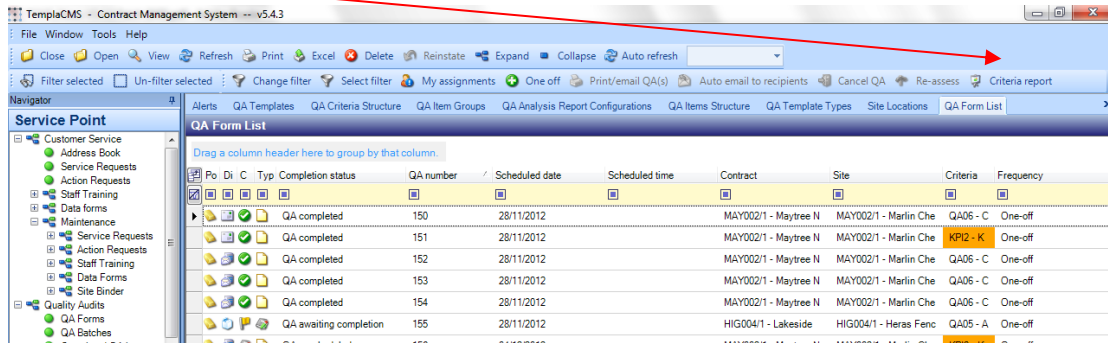 TemplaCMS - Contract Management System -- v5.4.3
File Window Tools Help
Close Open View Refresh Print Excel Delete Reinstate Expand Collapse Auto refresh
Filter selected Un-filter selected Change filter Select filter My assignments One off Print/email QA(s) Auto email to recipients Cancel QA Re-assess Criteria report
Navigator
Alerts QA Templates QA Criteria Structure QA Item Groups QA Analysis Report Configurations QA Items Structure QA Template Types Site Locations QA Form List
Service Point
QA Form List
Customer Service
Address Book
Service Requests
Action Requests
Staff Training
Data forms
Maintenance
Service Requests
Action Requests
Staff Training
Data Forms
Site Binder
Quality Audits
QA Forms
QA Batches
Drag a column header here to group by that column.
Po Di C Typ Completion status QA number Scheduled date Scheduled time Contract Site Criteria Frequency
QA completed 150 28/11/2012 MAY002/1 - Maytree N MAY002/1 - Marlin Che QA06 - C One-off
QA completed 151 28/11/2012 MAY002/1 - Maytree N MAY002/1 - Marlin Che KPI2 - K One-off
QA completed 152 28/11/2012 MAY002/1 - Maytree N MAY002/1 - Marlin Che QA06 - C One-off
QA completed 153 28/11/2012 MAY002/1 - Maytree N MAY002/1 - Marlin Che QA06 - C One-off
QA completed 154 28/11/2012 MAY002/1 - Maytree N MAY002/1 - Marlin Che QA06 - C One-off
QA awaiting completion 155 28/11/2012 HIG004/1 - Lakeside HIG004/1 - Heras Fenc QA05 - A One-off